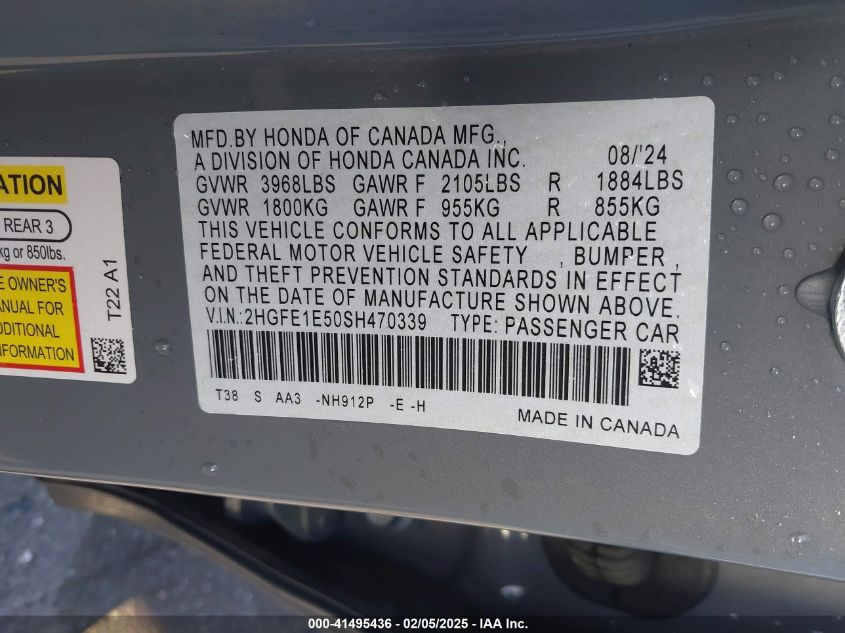 ATION
REAR 3
kg or 850lbs.
E OWNER'S
ANUAL FOR
DDITIONAL
NFORMATION
T22 A1
MFD.BY HONDA OF CANADA MFG.,
A DIVISION OF HONDA CANADA INC. 08/'24
GVWR 3968LBS GAWR F 2105LBS R 1884LBS
GVWR 1800KG GAWR F 955KG R 855KG
THIS VEHICLE CONFORMS TO ALL APPLICABLE
FEDERAL MOTOR VEHICLE SAFETY , BUMPER ,
AND THEFT PREVENTION STANDARDS IN EFFECT
ON THE DATE OF MANUFACTURE SHOWN ABOVE.
V.I.N.:2HGFE1E50SH470339 TYPE: PASSENGER CAR
T38 S AA3 -NH912P -E -H
MADE IN CANADA
000-41495436 - 02/05/2025 - IAA Inc.